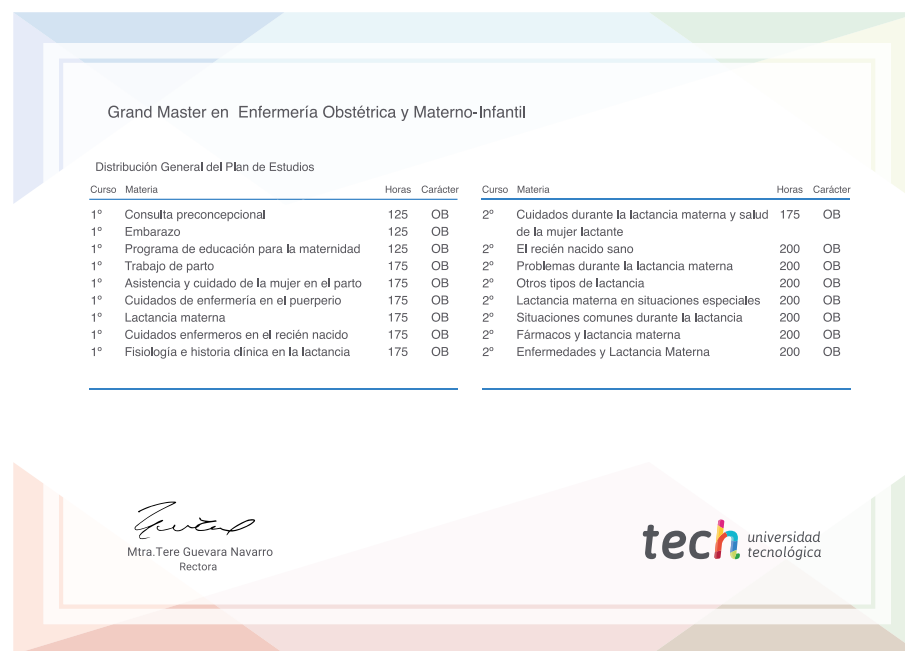 Grand Master en Enfermería Obstétrica y Materno-Infantil
Distribución General del Plan de Estudios
Curso Materia Horas Carácter
1º Consulta preconcepcional 125 OB
1º Embarazo 125 OB
1º Programa de educación para la maternidad 125 OB
1º Trabajo de parto 175 OB
1º Asistencia y cuidado de la mujer en el parto 175 OB
1º Cuidados de enfermería en el puerperio 175 OB
1º Lactancia materna 175 OB
1º Cuidados enfermeros en el recién nacido 175 OB
1º Fisiología e historia clínica en la lactancia 175 OB
Curso Materia Horas Carácter
2º Cuidados durante la lactancia materna y salud 175 OB
de la mujer lactante
2º El recién nacido sano 200 OB
2º Problemas durante la lactancia materna 200 OB
2º Otros tipos de lactancia 200 OB
2º Lactancia materna en situaciones especiales 200 OB
2º Situaciones comunes durante la lactancia 200 OB
2º Fármacos y lactancia materna 200 OB
2º Enfermedades y Lactancia Materna 200 OB
Mtra.Tere Guevara Navarro
Rectora
tech universidad
tecnológica